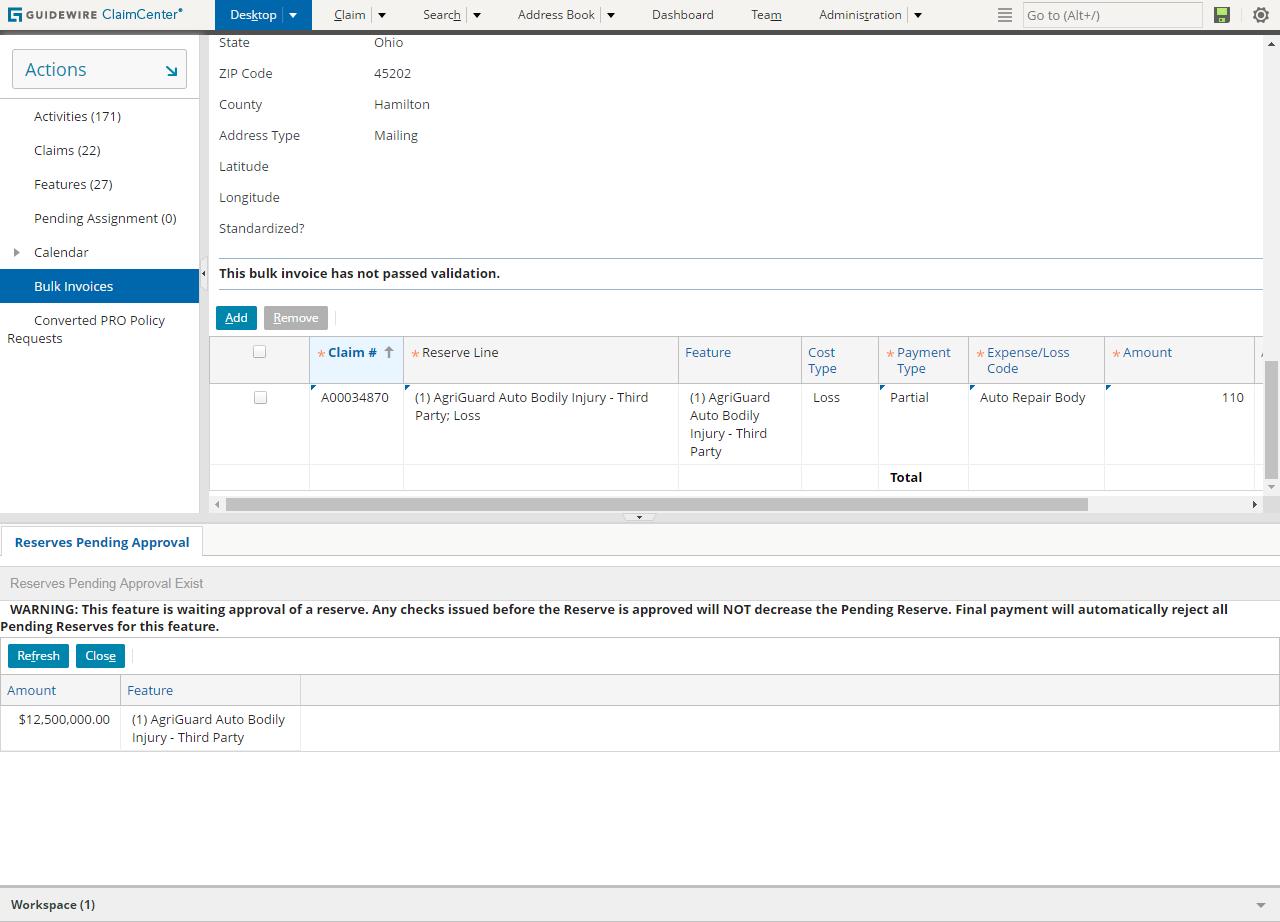 GUIDEWIRE ClaimCenter®
Desktop
Claim
Search
Address Book
Dashboard
Team
Administration
Go to (Alt+/)
Actions
Activities (171)
Claims (22)
Features (27)
Pending Assignment (0)
Calendar
Bulk Invoices
Converted PRO Policy
Requests
State Ohio
ZIP Code 45202
County Hamilton
Address Type Mailing
Latitude
Longitude
Standardized?
This bulk invoice has not passed validation.
Add Remove
* Claim # * Reserve Line Feature Cost * Payment * Expense/Loss * Amount
Type Type Code
A00034870 (1) AgriGuard Auto Bodily Injury - Third (1) AgriGuard Loss Partial Auto Repair Body 110
Party; Loss Auto Bodily
Injury - Third
Party
Total
Reserves Pending Approval
Reserves Pending Approval Exist
WARNING: This feature is waiting approval of a reserve. Any checks issued before the Reserve is approved will NOT decrease the Pending Reserve. Final payment will automatically reject all
Pending Reserves for this feature.
Refresh Close
Amount Feature
$12,500,000.00 (1) AgriGuard Auto Bodily
Injury - Third Party
Workspace (1)